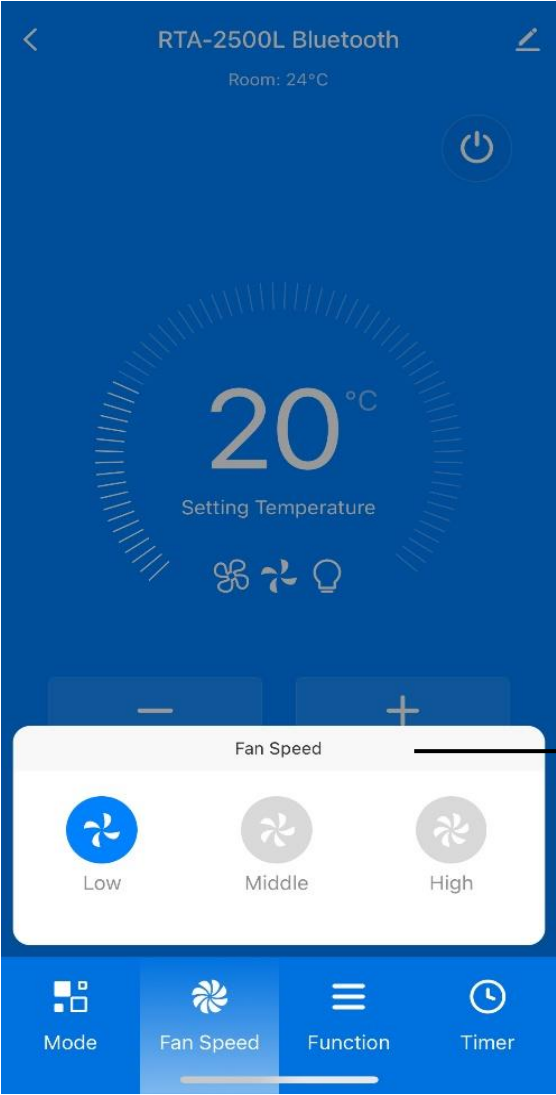 RTA-2500L Bluetooth
Room: 24°C
20 °C
Setting Temperature
Fan Speed
Low Middle High
Mode Fan Speed Function Timer